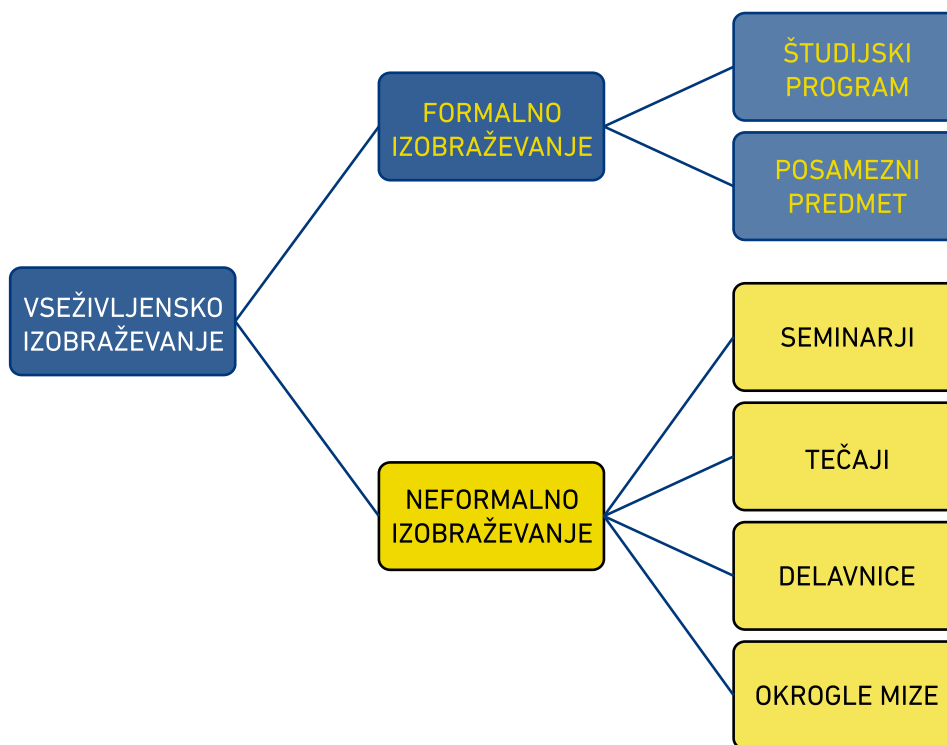 VSEŽIVLJENSKO
IZOBRAŽEVANJE
FORMALNO
IZOBRAŽEVANJE
ŠTUDIJSKI
PROGRAM
POSAMEZNI
PREDMET
NEFORMALNO
IZOBRAŽEVANJE
SEMINARJI
TEČAJI
DELAVNICE
OKROGLE MIZE